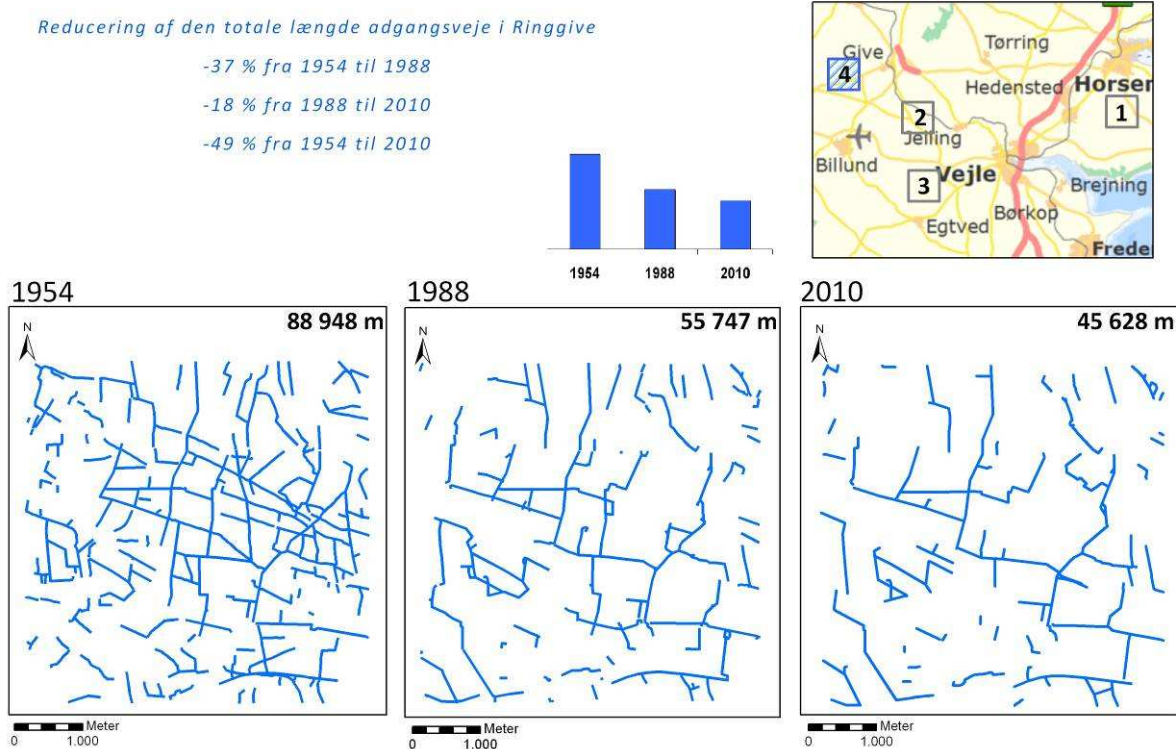 Reducering af den totale længde adgangsveje i Ringgive
-37 % fra 1954 til 1988
-18 % fra 1988 til 2010
-49 % fra 1954 til 2010
1954
1988
2010
Give
Tørring
4
Hedensted
Horsen
1
2
Jelling
Billund
3
Vejle
Brejning
Børkop
Egtved
Freder
1954
88 948 m
N
Meter
0
1.000
1988
55 747 m
N
Meter
0
1.000
2010
45 628 m
N
Meter
0
1.000